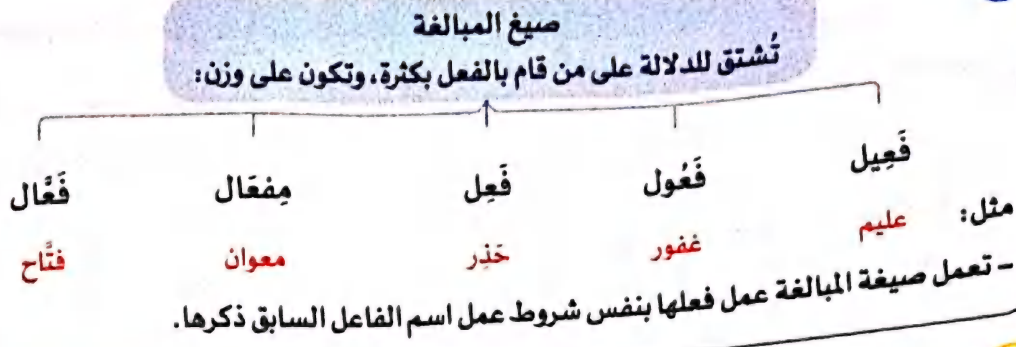 صيغ المبالغة
تُشتق للدلالة على من قام بالفعل بكثرة، وتكون على وزن:
فَعِيل فَعُول فَعِل مِفعَال فَعَّال
مثل: عليم غفور حَذِر معوان فتَّاح
- تعمل صيغة المبالغة عمل فعلها بنفس شروط عمل اسم الفاعل السابق ذكرها.